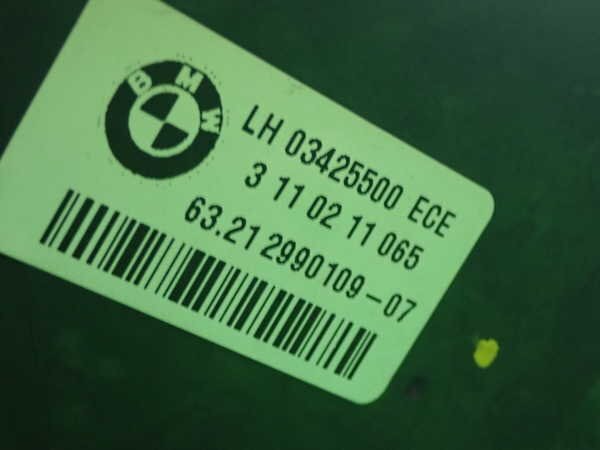 BMW
LH 03425500 ECE
3 11 02 11 065
63.21 2990109-07